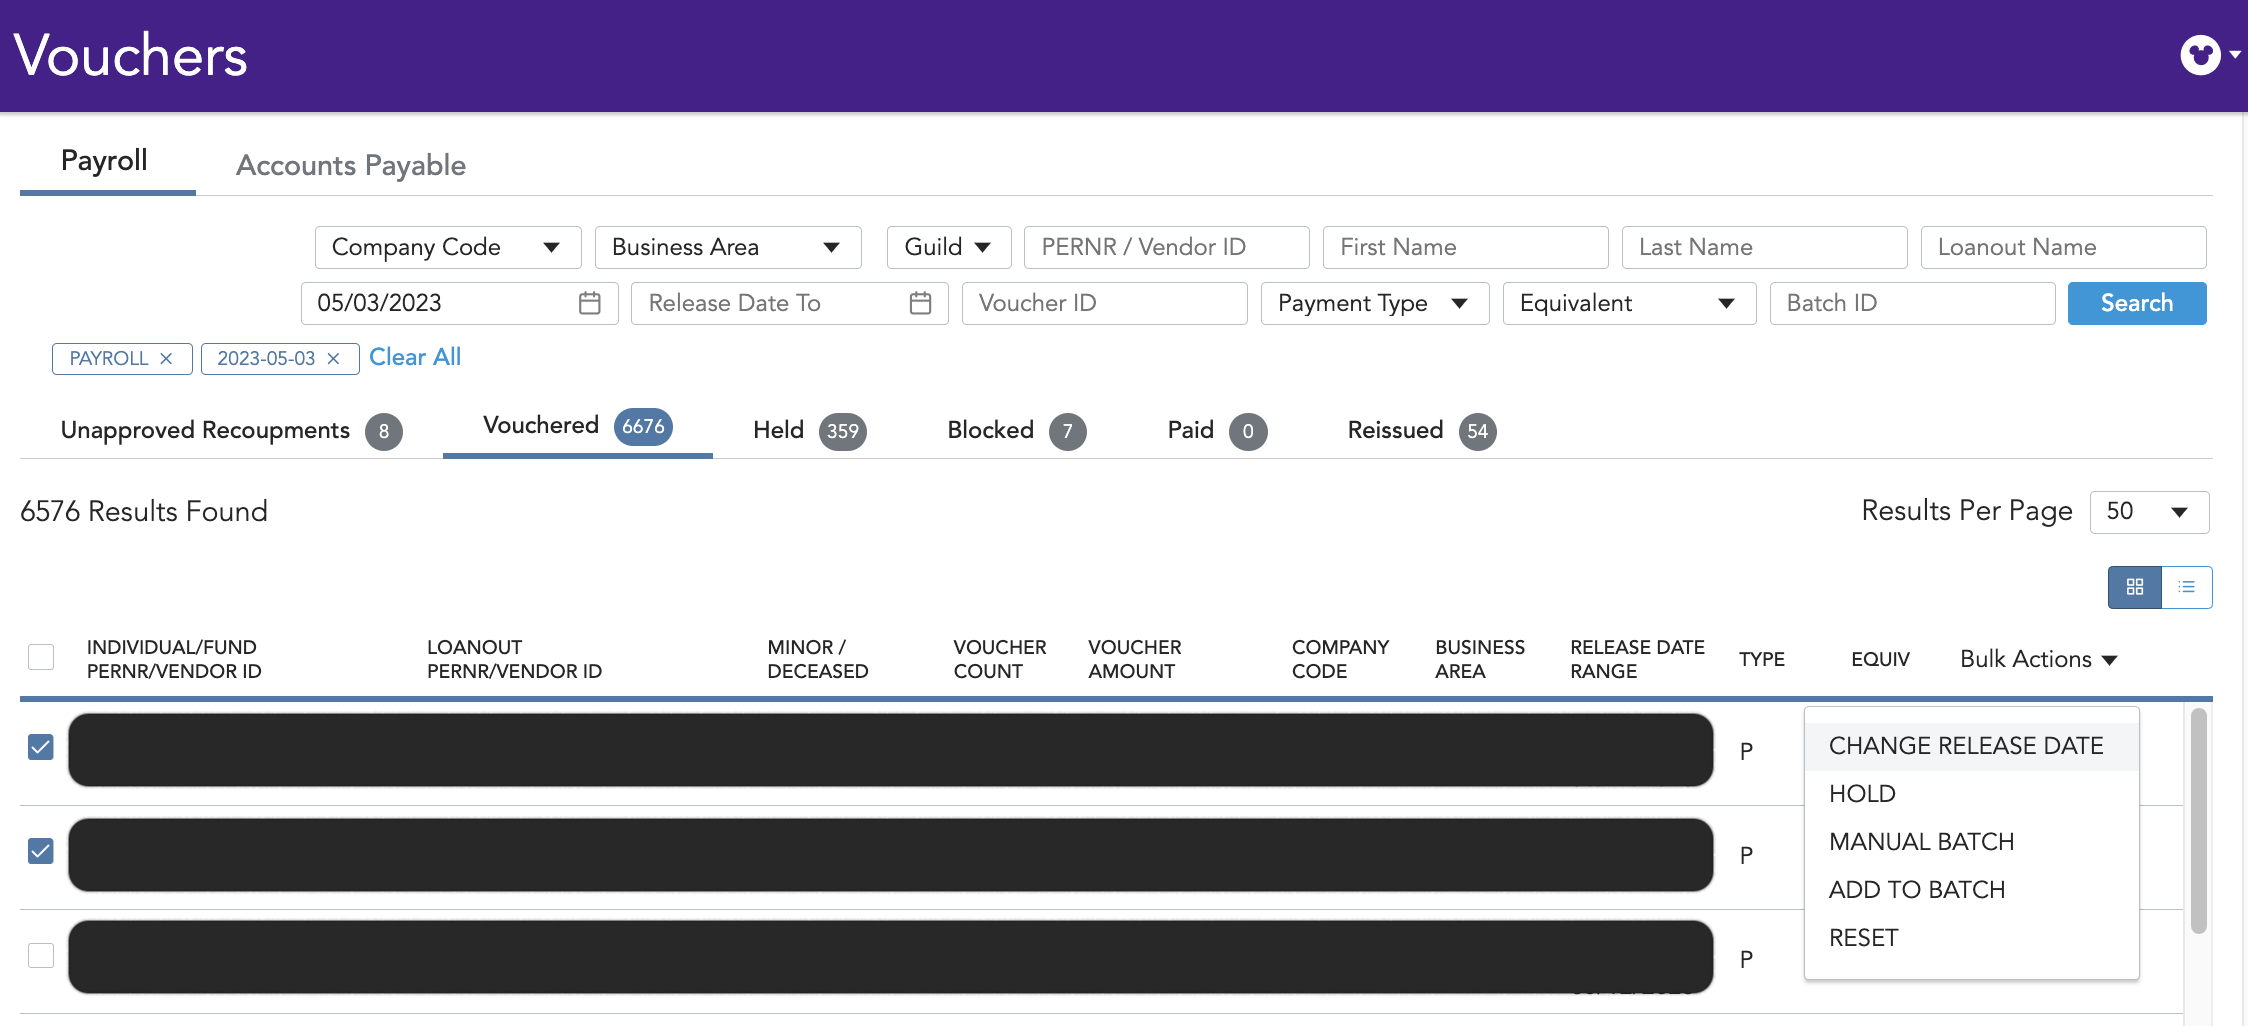 Vouchers
Payroll
Accounts Payable
Company Code
Business Area
Guild
PERNR / Vendor ID
First Name
Last Name
Loanout Name
05/03/2023
Release Date To
Voucher ID
Payment Type
Equivalent
Batch ID
Search
PAYROLL
2023-05-03
Clear All
Unapproved Recoupments 8
Vouchered 6676
Held 359
Blocked 7
Paid 0
Reissued 54
6576 Results Found
Results Per Page 50
INDIVIDUAL/FUND
PERNR/VENDOR ID
LOANOUT
PERNR/VENDOR ID
MINOR /
DECEASED
VOUCHER
COUNT
VOUCHER
AMOUNT
COMPANY
CODE
BUSINESS
AREA
RELEASE DATE
RANGE
TYPE
EQUIV
Bulk Actions
P
P
P
CHANGE RELEASE DATE
HOLD
MANUAL BATCH
ADD TO BATCH
RESET